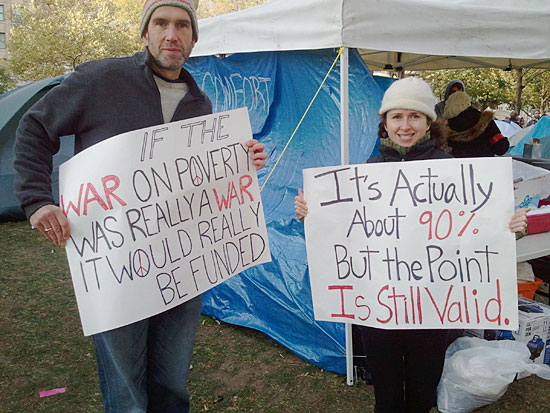 COMFORT
IF THE
WAR ON POVERTY
WAS REALLY A WAR
IT WOULD REALLY
BE FUNDED
It's Actually
About 90%
But the Point
Is Still Valid.